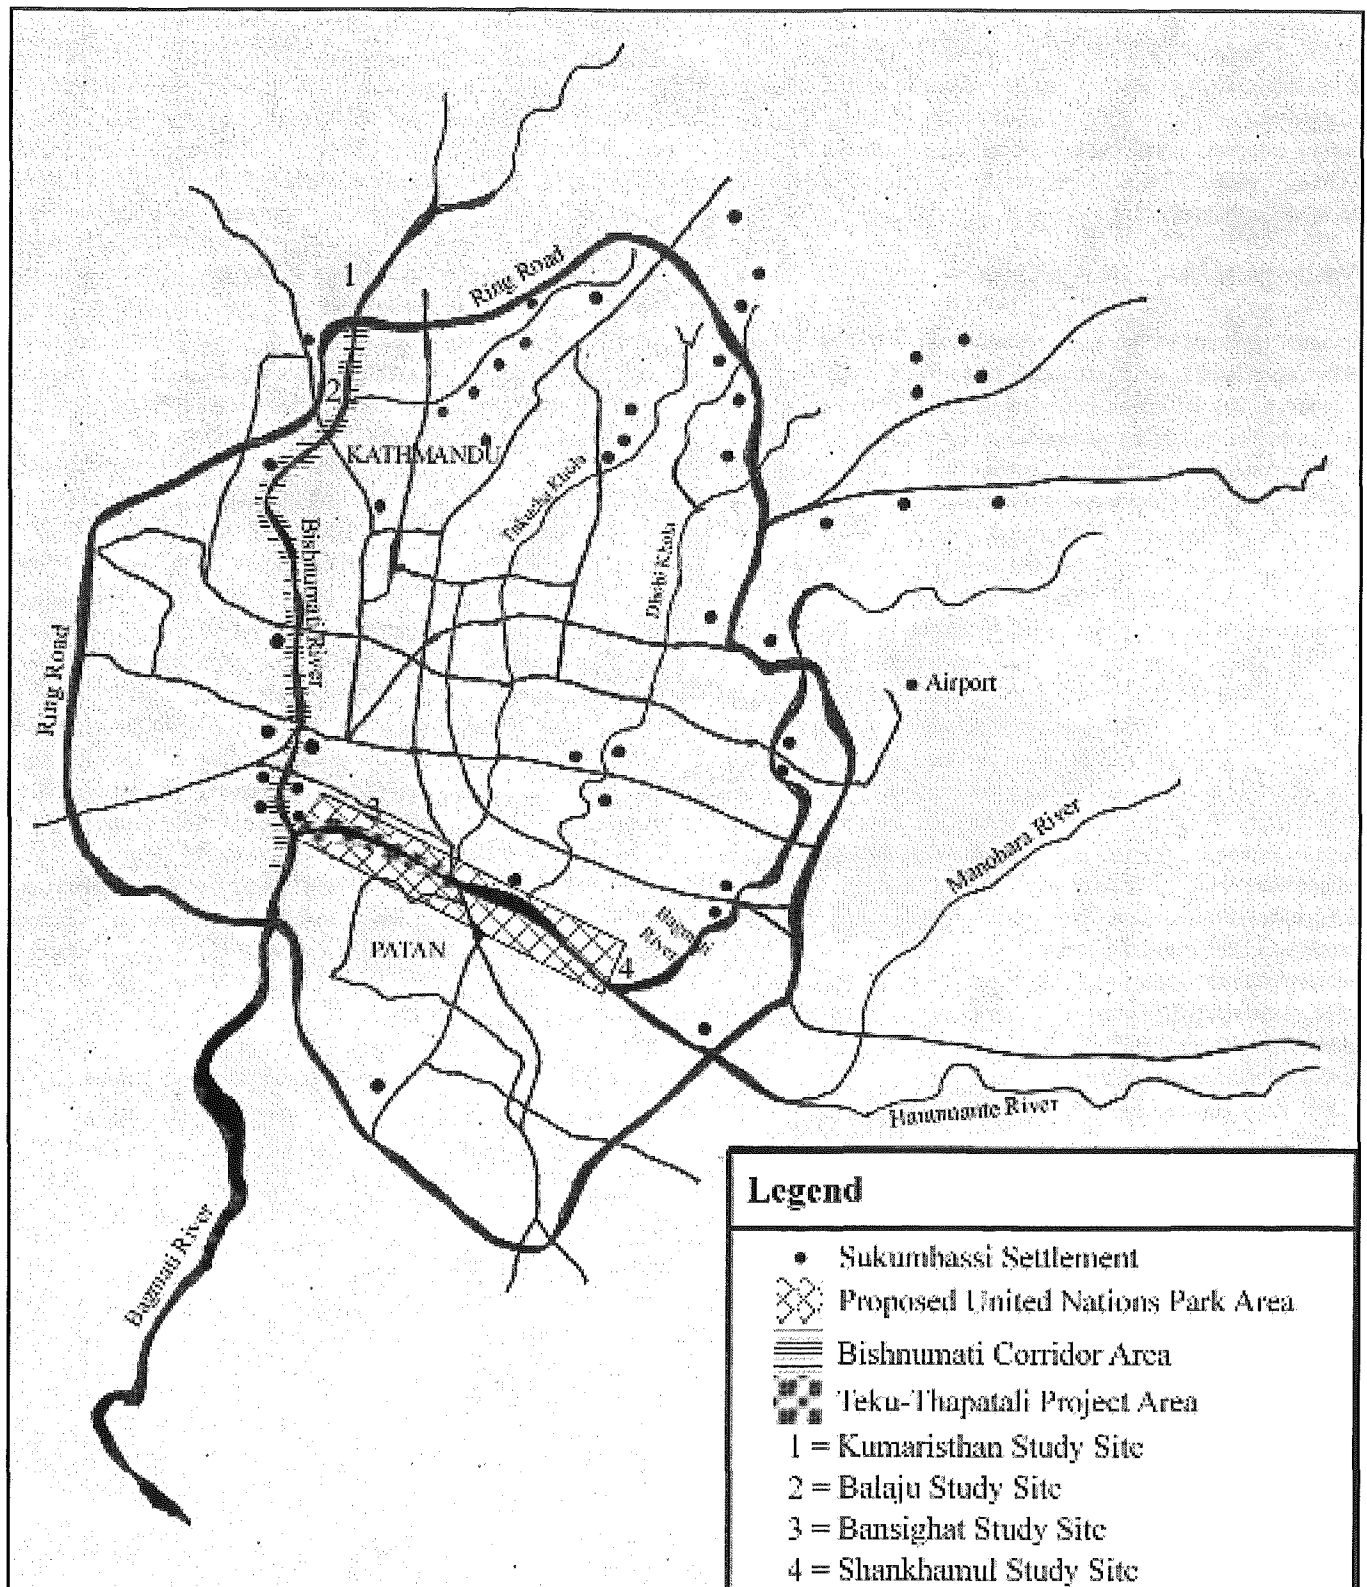 1
Ring Road
2
KATHMANDU
Tukucha Khola
Bishnumati River
Dhobi Khola
Ring Road
Airport
3
Manohara River
Bagmati River
PATAN
4
Hanumante River
Bagmati River
Legend
Sukumbassi Settlement
Proposed United Nations Park Area
Bishnumati Corridor Area
Teku-Thapatali Project Area
1 = Kumaristhan Study Site
2 = Balaju Study Site
3 = Bansighat Study Site
4 = Shankhamul Study Site